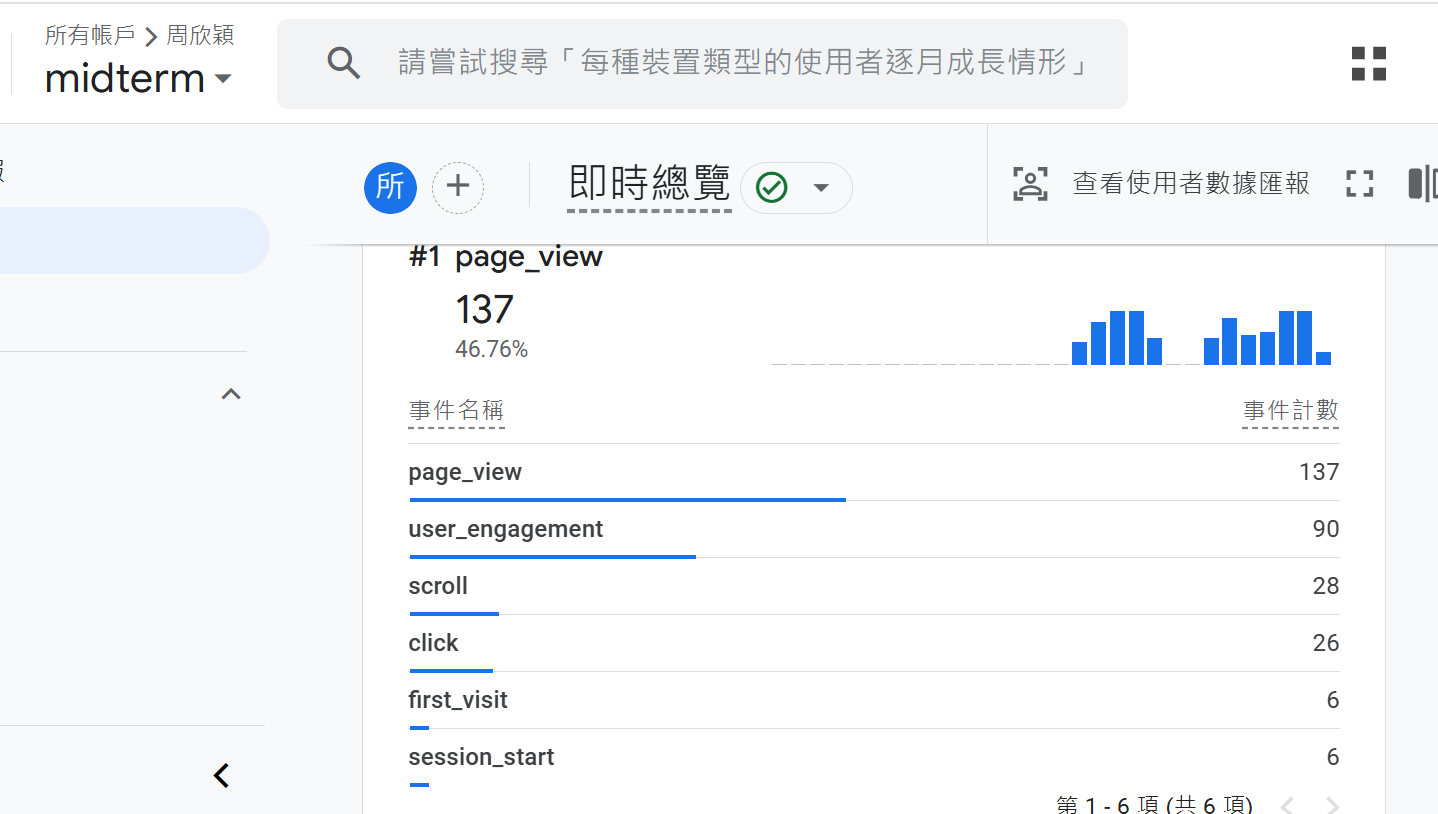 所有帳戶 > 周欣穎
midterm
請嘗試搜尋「每種裝置類型的使用者逐月成長情形」
所
即時總覽
查看使用者數據匯報
#1 page_view
137
46.76%
事件名稱 事件計數
page_view 137
user_engagement 90
scroll 28
click 26
first_visit 6
session_start 6
第 1 - 6 項 (共 6 項)